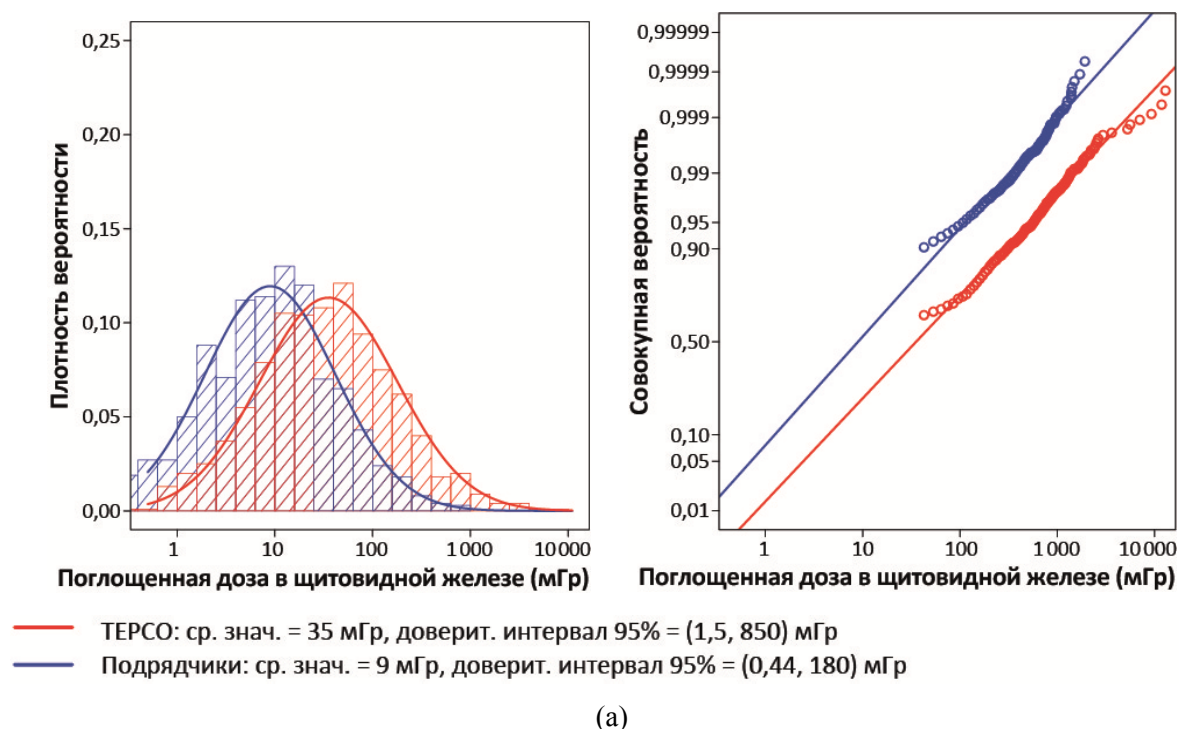 0,25
0,20
0,15
0,10
0,05
0,00
Плотность вероятности
1 10 100 1 000 10 000
Поглощенная доза в щитовидной железе (мГр)
0,99999
0,9999
0,999
0,99
0,95
0,90
0,50
0,10
0,05
0,01
Совокупная вероятность
1 10 100 1000 10000
Поглощенная доза в щитовидной железе (мГр)
ТЕРСО: ср. знач. = 35 мГр, доверит. интервал 95% = (1,5, 850) мГр
Подрядчики: ср. знач. = 9 мГр, доверит. интервал 95% = (0,44, 180) мГр
(a)